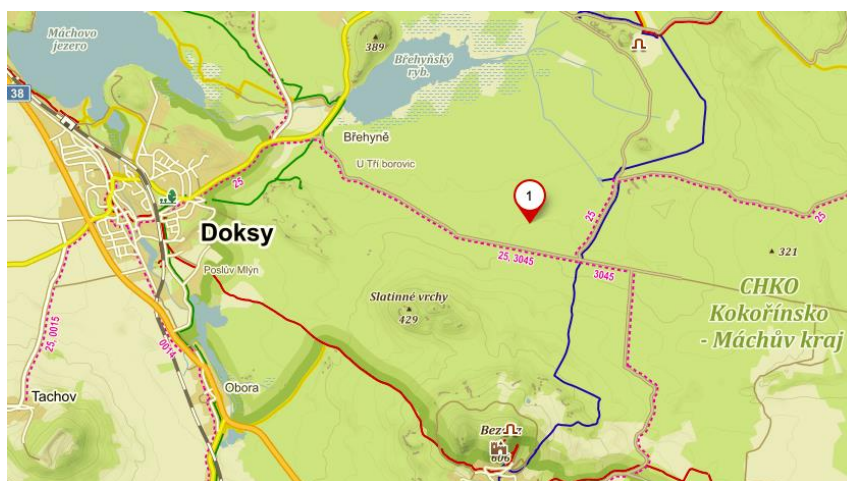 Máchovo
jezero
38
389
Břehyňský
ryb.
Břehyně
U Tří borovic
25
1
25
25
Doksy
25, 3045
3045
321
Poslův Mlýn
Slatinné vrchy
429
CHKO
Kokořínsko
- Máchův kraj
25, 0015
0014
Obora
Tachov